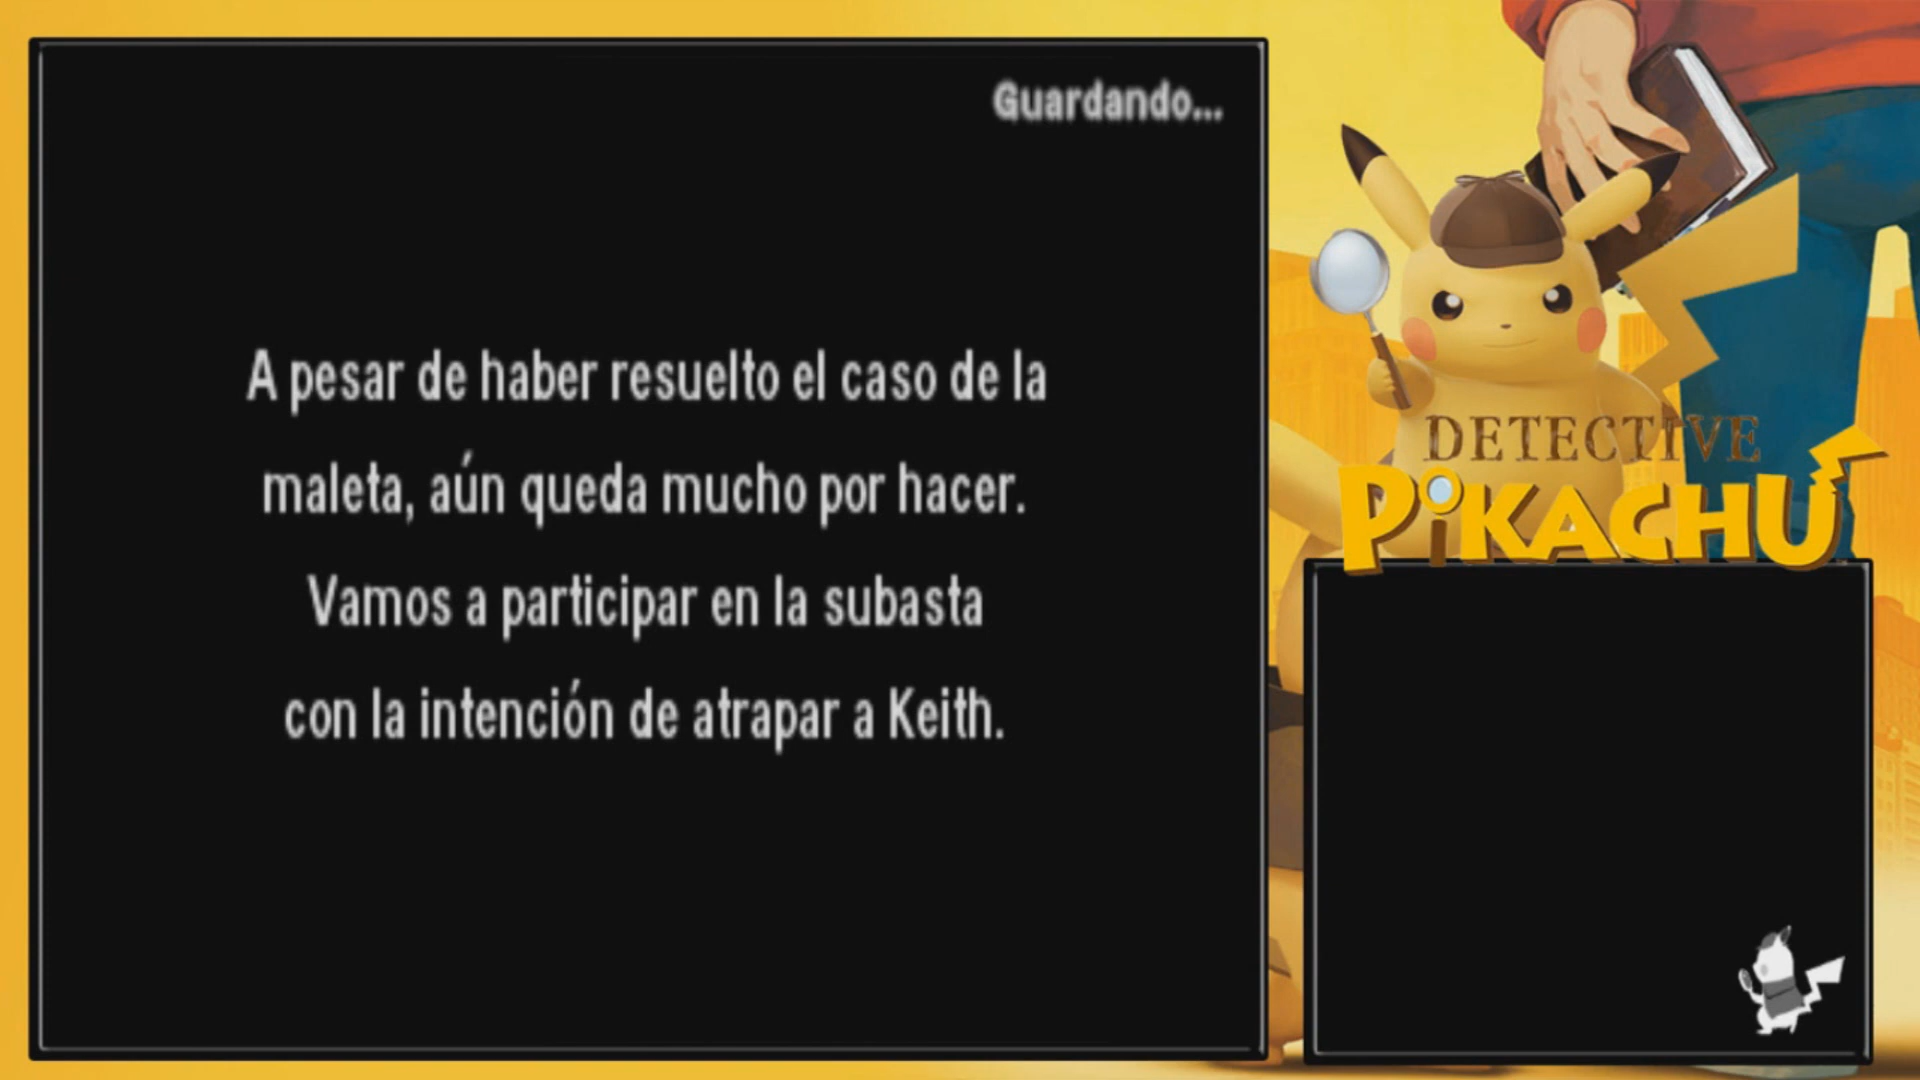 Guardando...
A pesar de haber resuelto el caso de la
maleta, aún queda mucho por hacer.
Vamos a participar en la subasta
con la intención de atrapar a Keith.
DETECTIVE
PiKACHU